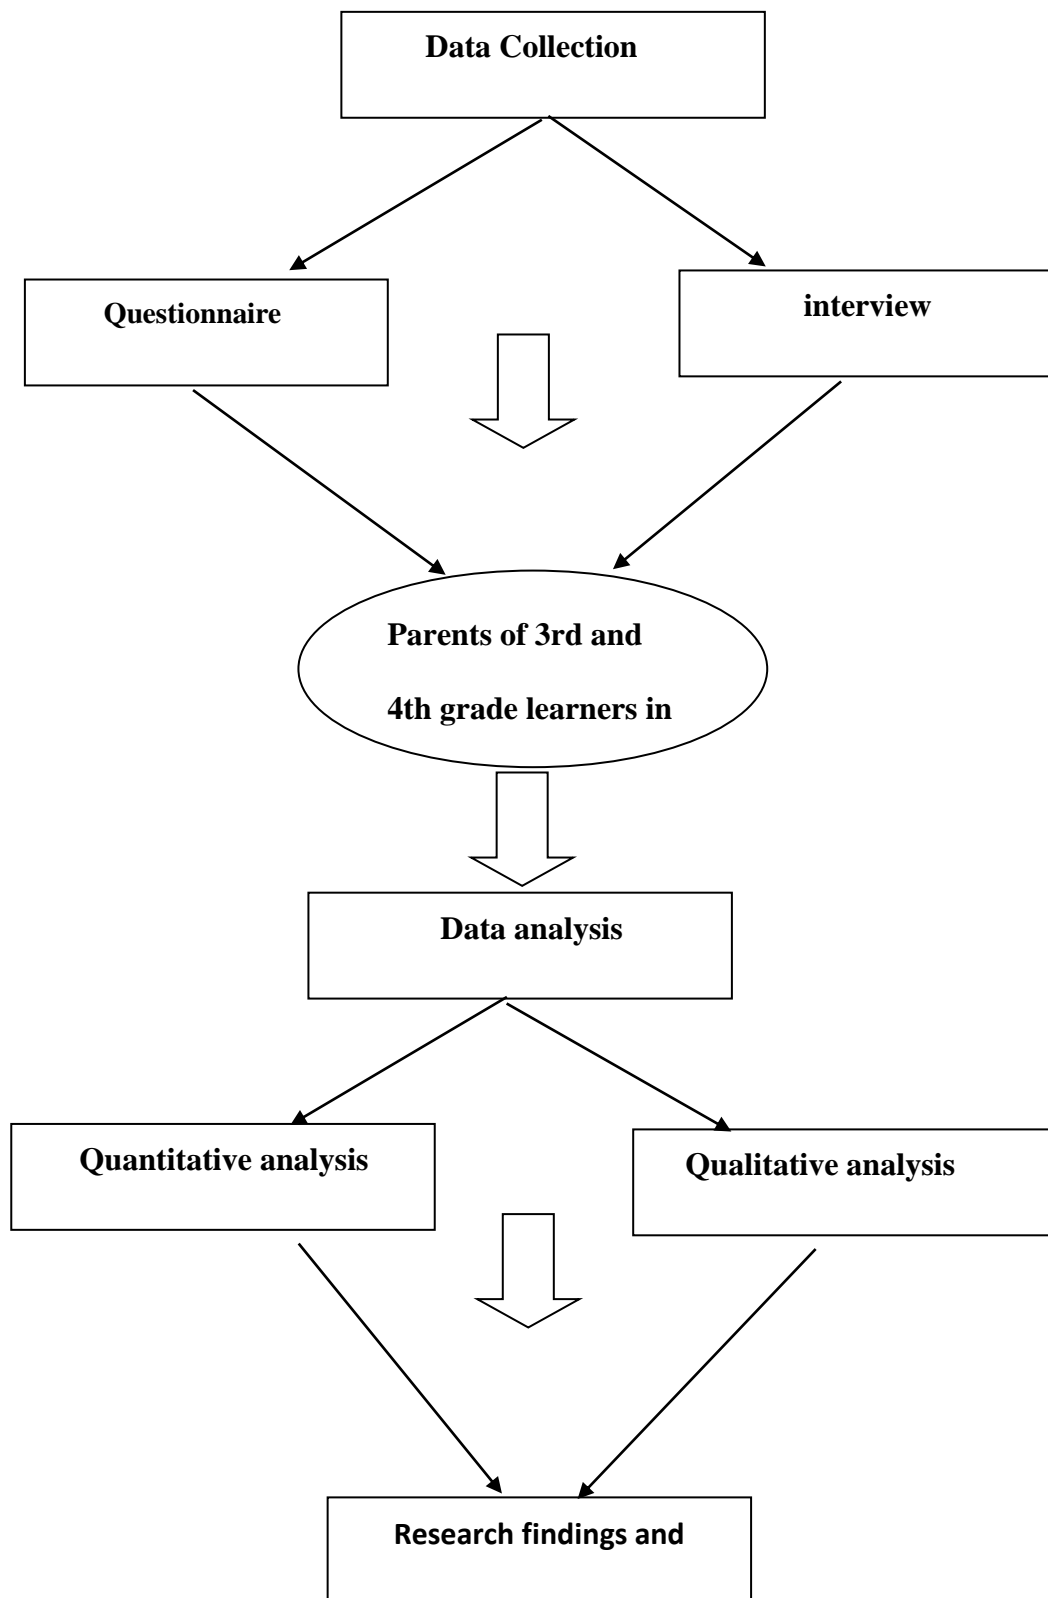 Data Collection
Questionnaire
interview
Parents of 3rd and
4th grade learners in
Data analysis
Quantitative analysis
Qualitative analysis
Research findings and